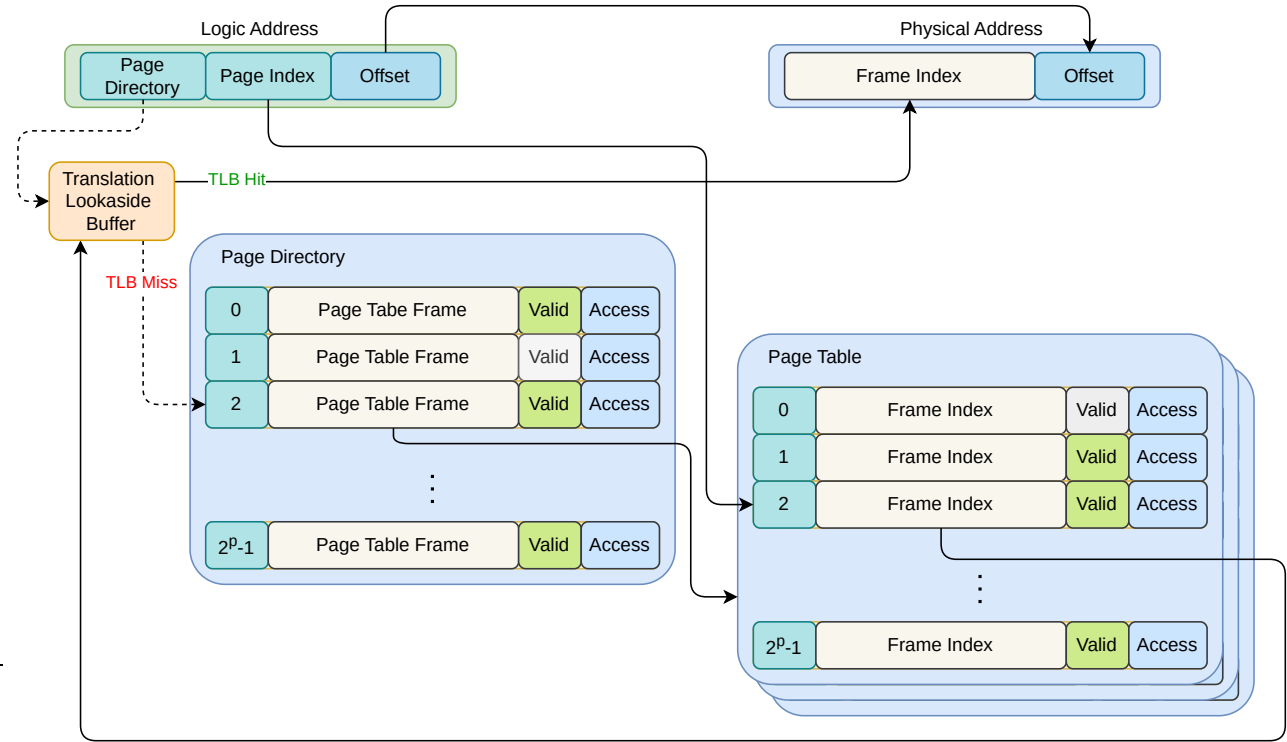 Logic Address
Physical Address
Page
Directory
Page Index
Offset
Frame Index
Offset
Translation
Lookaside
Buffer
TLB Hit
TLB Miss
Page Directory
0 Page Tabe Frame Valid Access
1 Page Table Frame Valid Access
2 Page Table Frame Valid Access
⋮
2ᵖ-1 Page Table Frame Valid Access
Page Table
0 Frame Index Valid Access
1 Frame Index Valid Access
2 Frame Index Valid Access
⋮
2ᵖ-1 Frame Index Valid Access